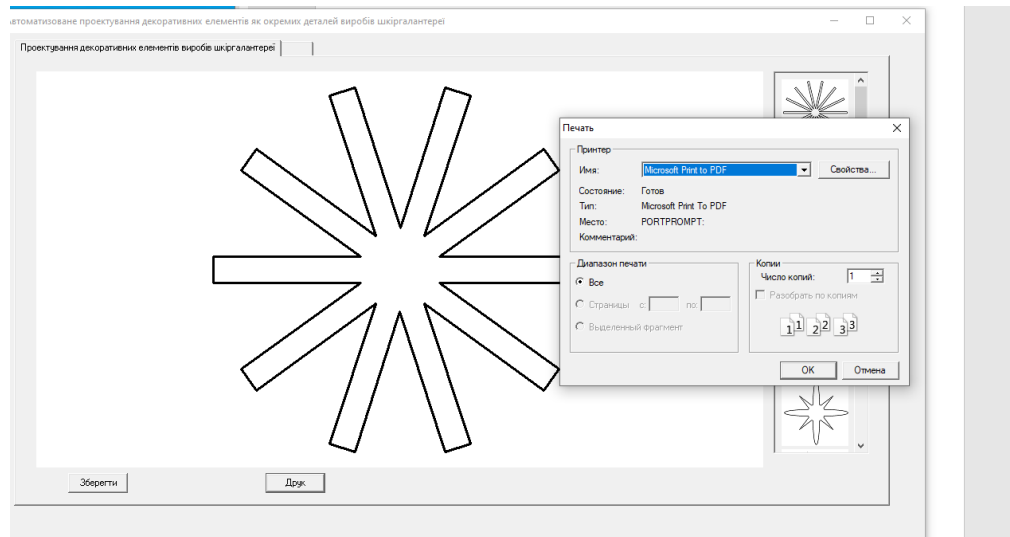 втоматизоване проектування декоративних елементів як окремих деталей виробів шкіргалантереї
Проектування декоративних елементів виробів шкіргалантереї
Печать
Принтер
Имя: Microsoft Print to PDF Свойства...
Состояние: Готов
Тип: Microsoft Print To PDF
Место: PORTPROMPT:
Комментарий:
Диапазон печати
Все
Страницы с: по:
Выделенный фрагмент
Копии
Число копий: 1
Разобрать по копиям
1 1 2 2 3 3
OK Отмена
Зберегти Друк